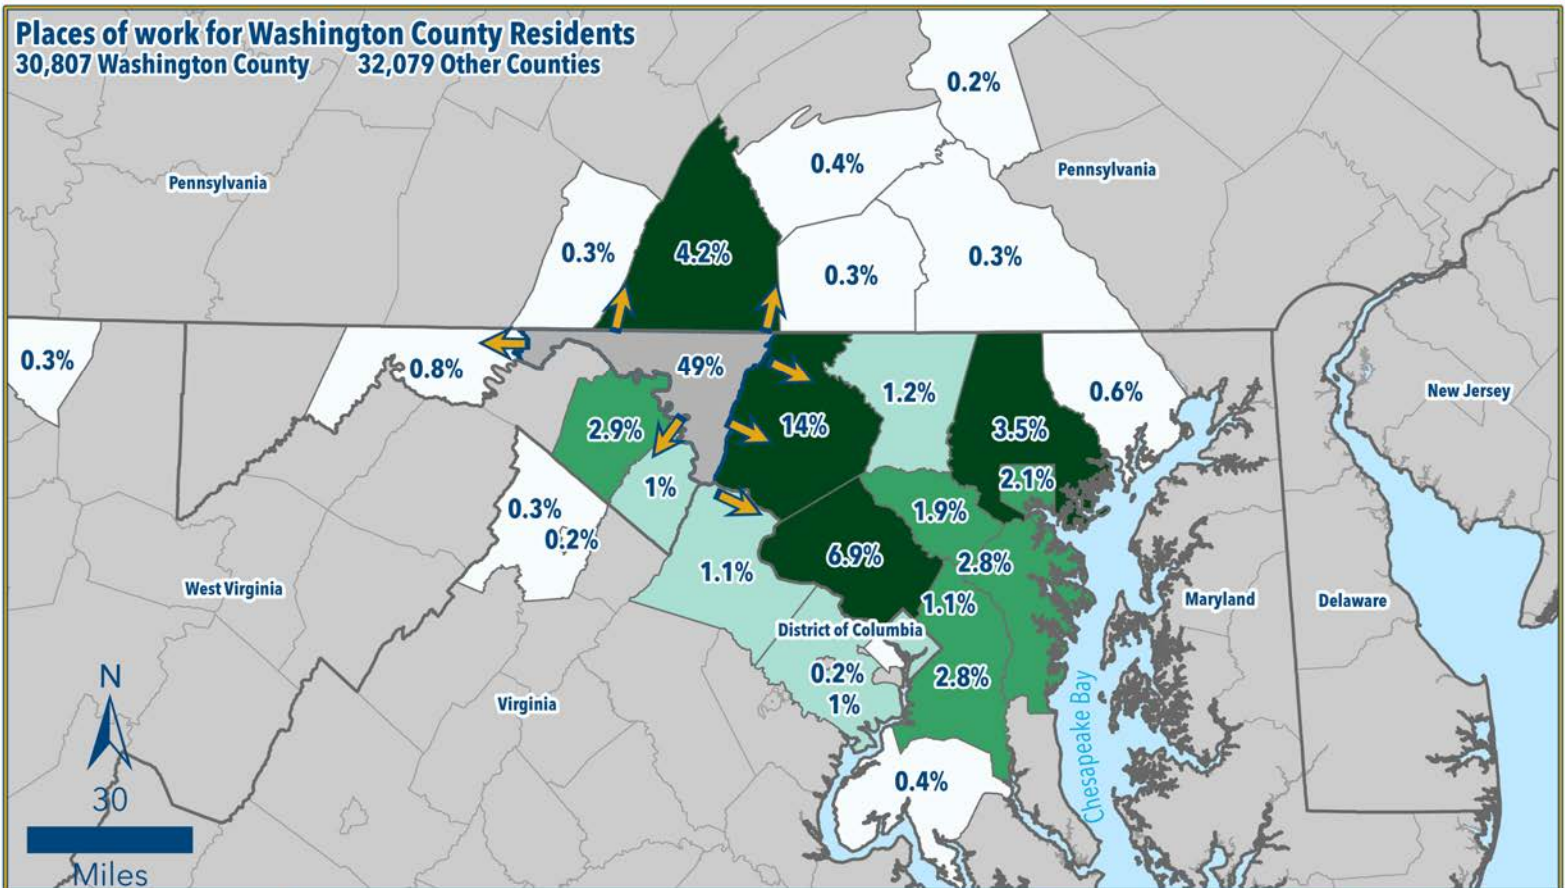 Places of work for Washington County Residents
30,807 Washington County 32,079 Other Counties
0.2%
0.4%
Pennsylvania
Pennsylvania
0.3%
4.2%
0.3%
0.3%
0.3%
0.8%
49%
1.2%
0.6%
New Jersey
2.9%
14%
3.5%
1%
2.1%
0.3%
1.9%
0.2%
6.9%
2.8%
1.1%
West Virginia
1.1%
Maryland
Delaware
District of Columbia
0.2%
2.8%
N
Virginia
1%
Chesapeake Bay
0.4%
30
Miles